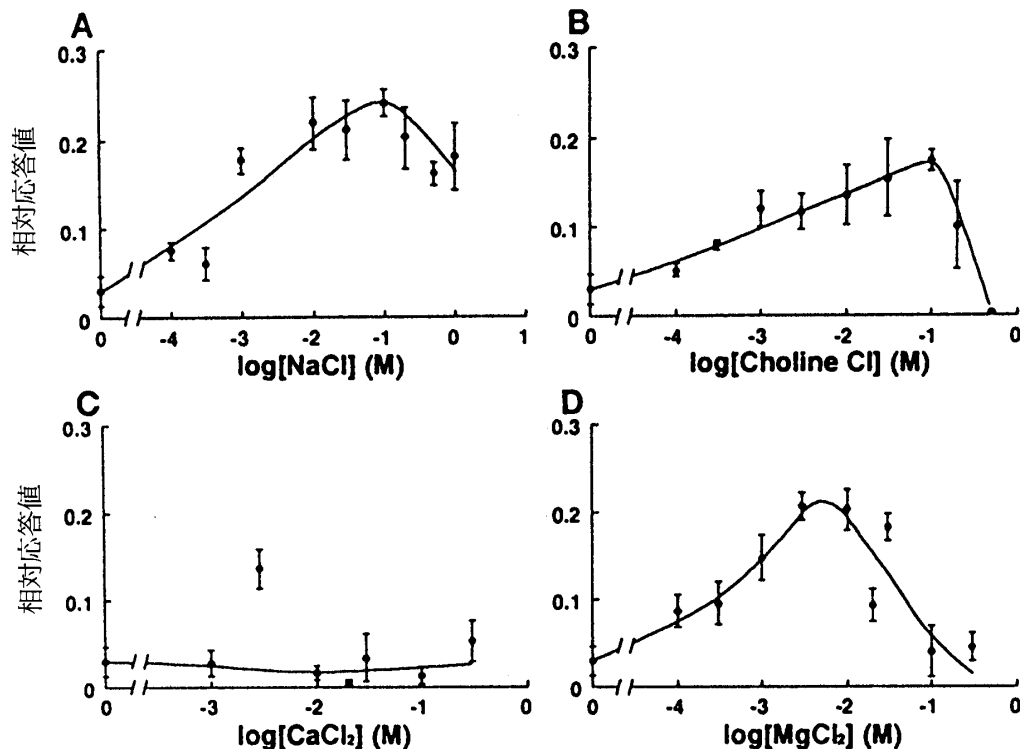 A
0.3
0.2
0.1
0
相対応答値
0 -4 -3 -2 -1 0 1
log[NaCl] (M)
B
0.3
0.2
0.1
0
0 -4 -3 -2 -1 0
log[Choline Cl] (M)
C
0.3
0.2
0.1
0
相対応答値
0 -3 -2 -1 0
log[CaCl₂] (M)
D
0.3
0.2
0.1
0
0 -4 -3 -2 -1 0
log[MgCl₂] (M)